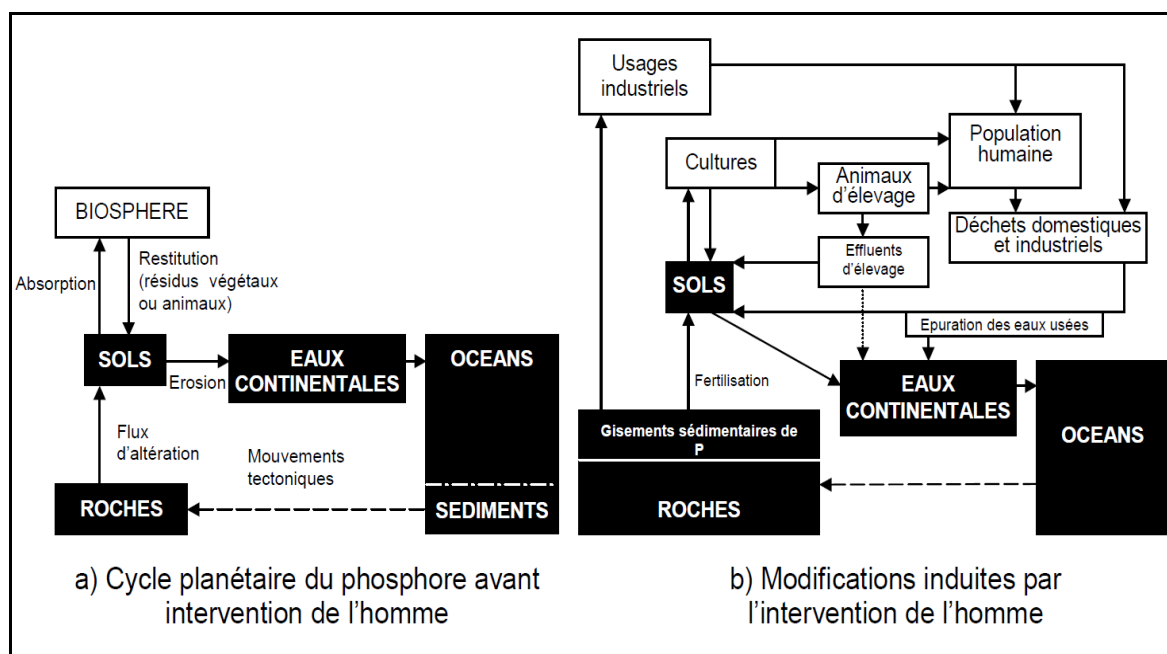 BIOSPHERE
Absorption
Restitution
(résidus végétaux
ou animaux)
SOLS
Erosion
EAUX
CONTINENTALES
OCEANS
Flux
d'altération
Mouvements
tectoniques
ROCHES
SEDIMENTS
a) Cycle planétaire du phosphore avant
intervention de l'homme
Usages
industriels
Cultures
Population
humaine
Animaux
d'élevage
Déchets domestiques
et industriels
Effluents
d'élevage
SOLS
Epuration des eaux usées
Fertilisation
EAUX
CONTINENTALES
OCEANS
Gisements sédimentaires de
P
ROCHES
b) Modifications induites par
l'intervention de l'homme